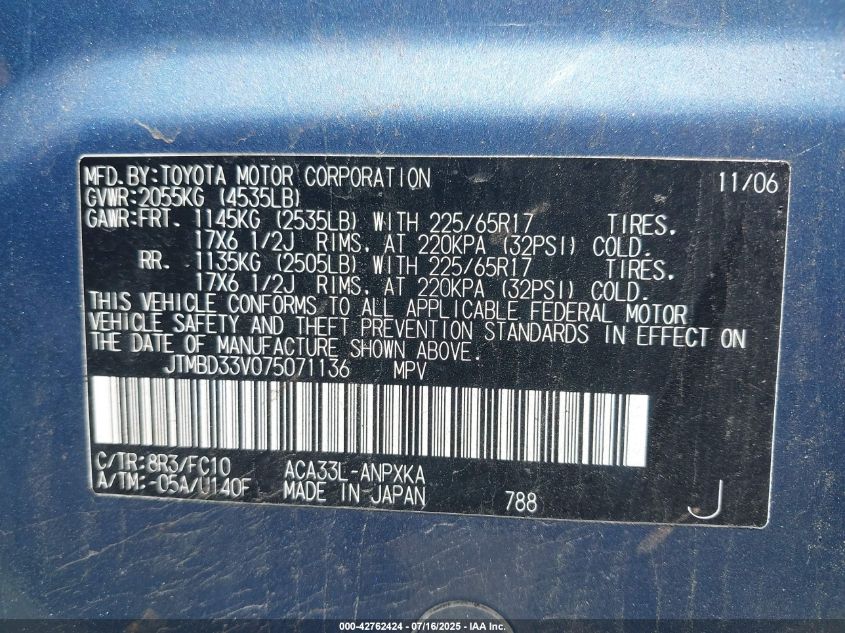 MFD.BY:TOYOTA MOTOR CORPORATION 11/06
GVWR:2055KG (4535LB)
GAWR:FRT. 1145KG (2535LB) WITH 225/65R17 TIRES.
17X6 1/2J RIMS, AT 220KPA (32PSI) COLD.
RR. 1135KG (2505LB) WITH 225/65R17 TIRES.
17X6 1/2J RIMS, AT 220KPA (32PSI) COLD.
THIS VEHICLE CONFORMS TO ALL APPLICABLE FEDERAL MOTOR
VEHICLE SAFETY AND THEFT PREVENTION STANDARDS IN EFFECT ON
THE DATE OF MANUFACTURE SHOWN ABOVE.
JTMBD33V075071136 MPV
C/TR:8R3/FC10 ACA33L-ANPXKA
A/TM:-05A/U140F MADE IN JAPAN 788 J
000-42762424 - 07/16/2025 - IAA Inc.